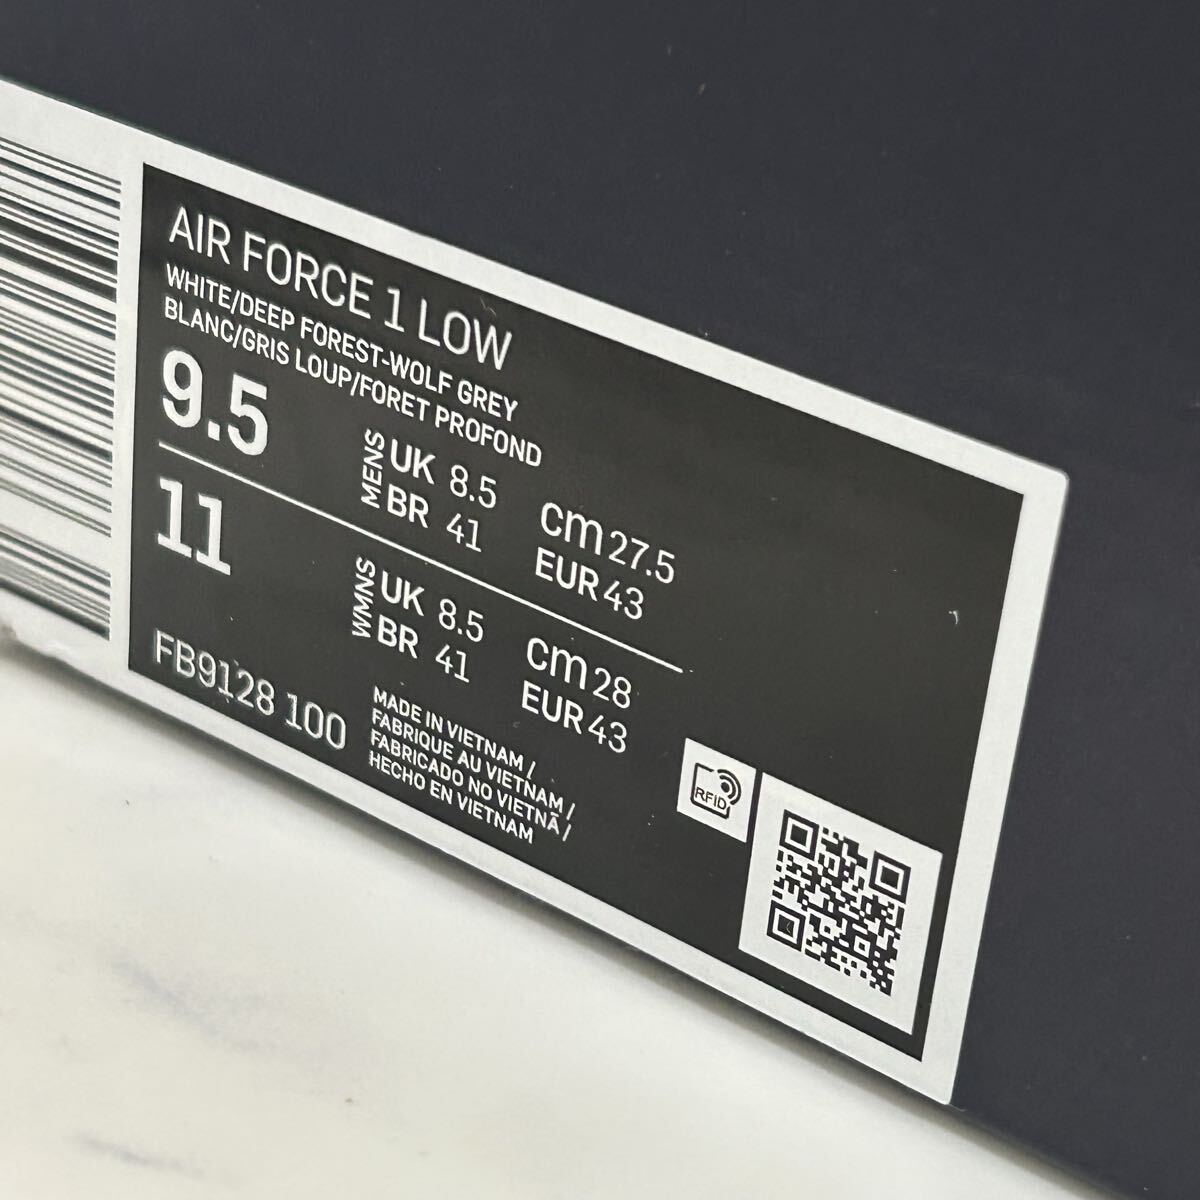 AIR FORCE 1 LOW
WHITE/DEEP FOREST-WOLF GREY
BLANC/GRIS LOUP/FORET PROFOND
9.5
MENS
UK 8.5
BR 41
cm 27.5
EUR 43
11
WMNS
UK 8.5
BR 41
cm 28
EUR 43
FB9128 100
MADE IN VIETNAM /
FABRIQUE AU VIETNAM /
FABRICADO NO VIETNÃ /
HECHO EN VIETNAM
RFID